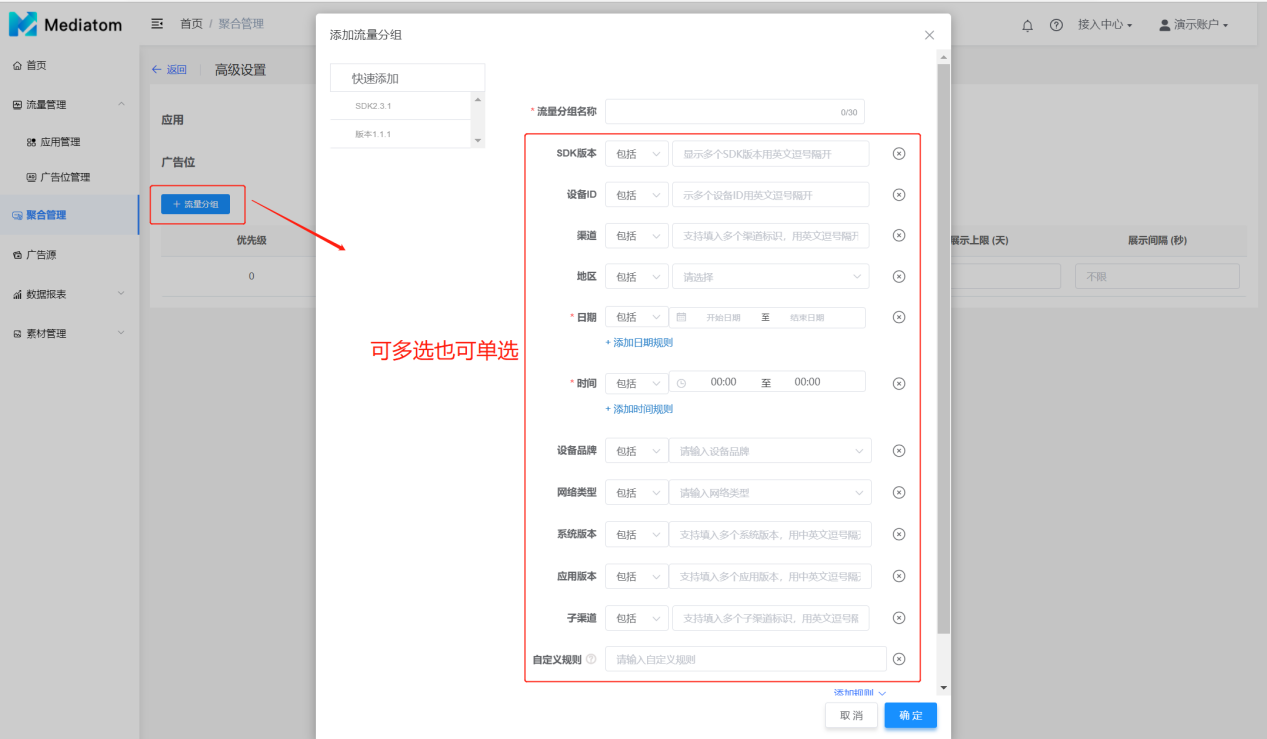 Mediatom
首页 / 聚合管理
接入中心
演示账户
首页
流量管理
应用管理
广告位管理
聚合管理
广告源
数据报表
素材管理
返回
高级设置
应用
广告位
+ 流量分组
优先级
展示上限 (天)
展示间隔 (秒)
0
不限
添加流量分组
快速添加
SDK2.3.1
版本1.1.1
* 流量分组名称
0/30
SDK版本 包括 显示多个SDK版本用英文逗号隔开
设备ID 包括 示多个设备ID用英文逗号隔开
渠道 包括 支持填入多个渠道标识，用英文逗号隔开
地区 包括 请选择
* 日期 包括 开始日期 至 结束日期
+ 添加日期规则
可多选也可单选
* 时间 包括 00:00 至 00:00
+ 添加时间规则
设备品牌 包括 请输入设备品牌
网络类型 包括 请输入网络类型
系统版本 包括 支持填入多个系统版本，用中英文逗号隔
应用版本 包括 支持填入多个应用版本，用中英文逗号隔
子渠道 包括 支持填入多个子渠道标识，用英文逗号隔
自定义规则 请输入自定义规则
添加规则
取 消
确 定